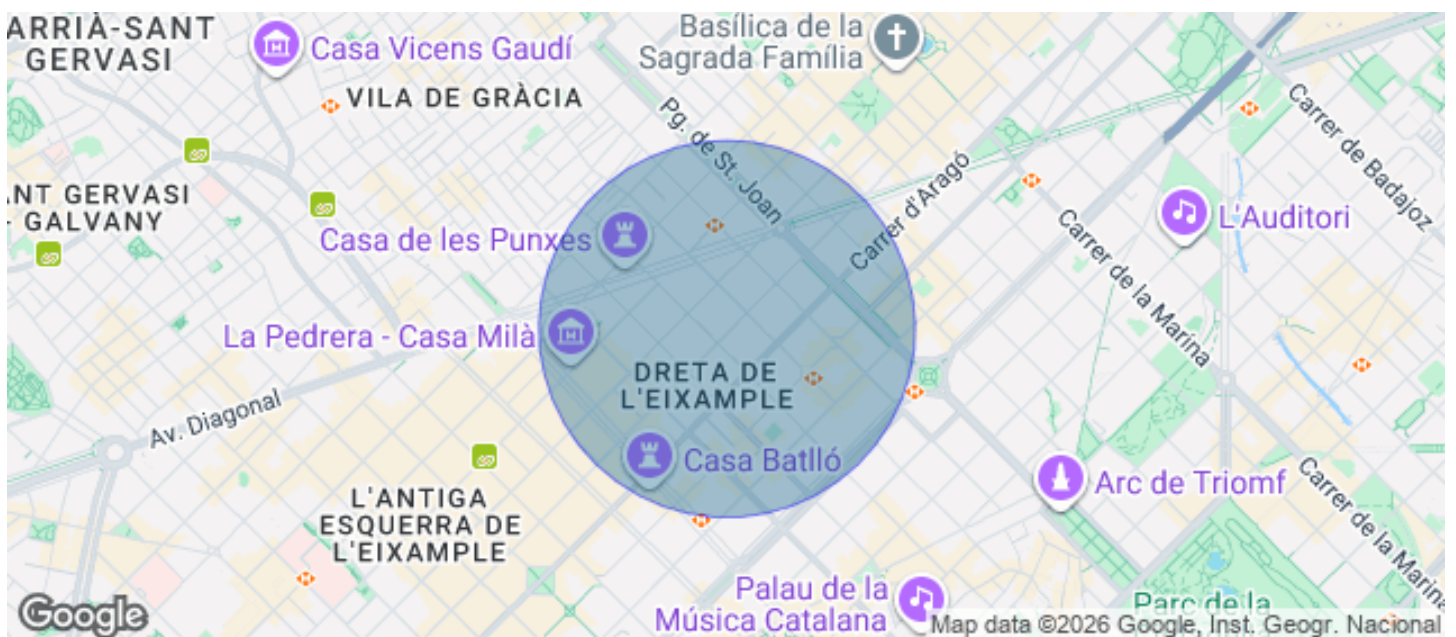 ARRIÀ-SANT
GERVASI
Casa Vicens Gaudí
Basílica de la
Sagrada Família
VILA DE GRÀCIA
Pg. de St. Joan
Carrer de Badajoz
ANT GERVASI
- GALVANY
Casa de les Punxes
Carrer d'Aragó
L'Auditori
Carrer de la Marina
La Pedrera - Casa Milà
DRETA DE
L'EIXAMPLE
Av. Diagonal
Casa Batlló
Arc de Triomf
L'ANTIGA
ESQUERRA DE
L'EIXAMPLE
Carrer de la Marina
Palau de la
Música Catalana
Parc de la
Google
Map data ©2026 Google, Inst. Geogr. Nacional